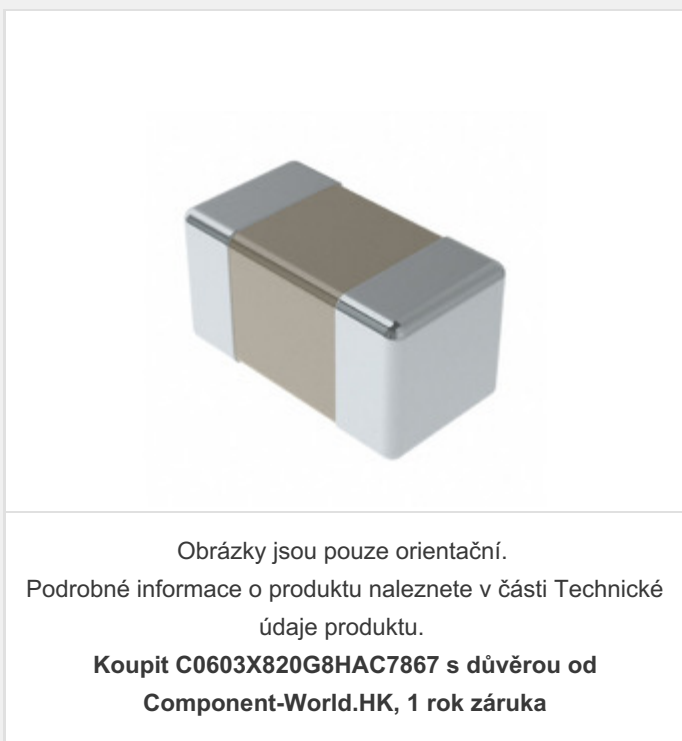 Obrázky jsou pouze orientační.
Podrobné informace o produktu naleznete v části Technické
údaje produktu.
Koupit C0603X820G8HAC7867 s důvěrou od
Component-World.HK, 1 rok záruka